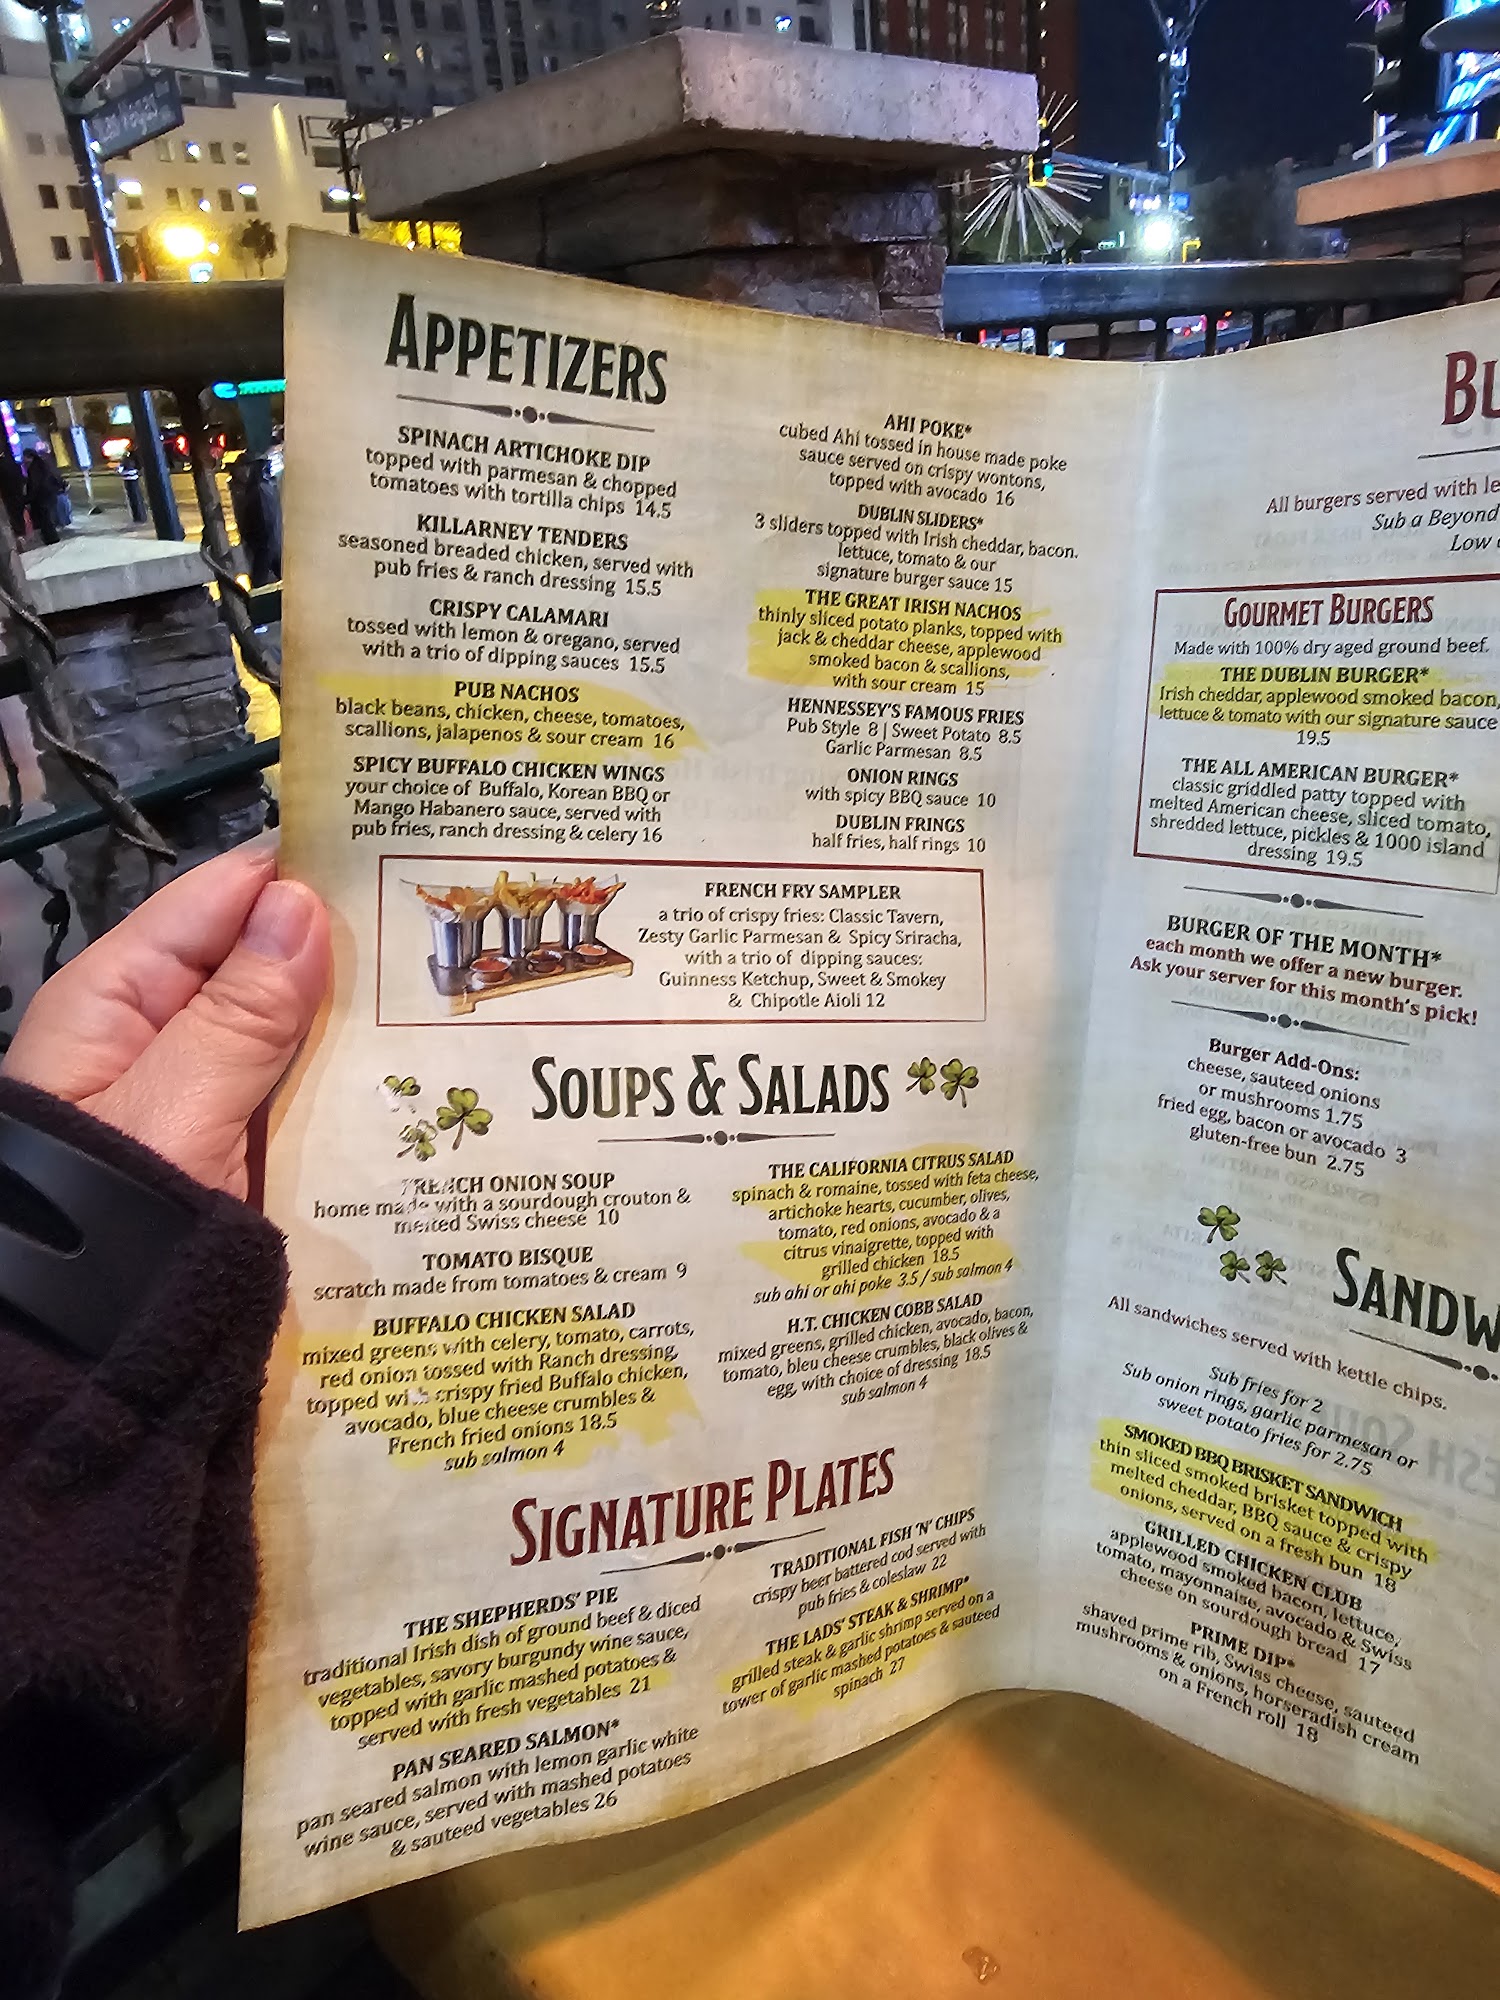 Las Vegas
APPETIZERS
SPINACH ARTICHOKE DIP
topped with parmesan & chopped
tomatoes with tortilla chips 14.5
KILLARNEY TENDERS
seasoned breaded chicken, served with
pub fries & ranch dressing 15.5
CRISPY CALAMARI
tossed with lemon & oregano, served
with a trio of dipping sauces 15.5
PUB NACHOS
black beans, chicken, cheese, tomatoes,
scallions, jalapenos & sour cream 16
SPICY BUFFALO CHICKEN WINGS
your choice of Buffalo, Korean BBQ or
Mango Habanero sauce, served with
pub fries, ranch dressing & celery 16
AHI POKE*
cubed Ahi tossed in house made poke
sauce served on crispy wontons,
topped with avocado 16
DUBLIN SLIDERS*
3 sliders topped with Irish cheddar, bacon.
lettuce, tomato & our
signature burger sauce 15
THE GREAT IRISH NACHOS
thinly sliced potato planks, topped with
jack & cheddar cheese, applewood
smoked bacon & scallions,
with sour cream 15
HENNESSEY'S FAMOUS FRIES
Pub Style 8 | Sweet Potato 8.5
Garlic Parmesan 8.5
ONION RINGS
with spicy BBQ sauce 10
DUBLIN FRINGS
half fries, half rings 10
FRENCH FRY SAMPLER
a trio of crispy fries: Classic Tavern,
Zesty Garlic Parmesan & Spicy Sriracha,
with a trio of dipping sauces:
Guinness Ketchup, Sweet & Smokey
& Chipotle Aioli 12
SOUPS & SALADS
FRENCH ONION SOUP
home made with a sourdough crouton &
melted Swiss cheese 10
TOMATO BISQUE
scratch made from tomatoes & cream 9
BUFFALO CHICKEN SALAD
mixed greens with celery, tomato, carrots,
red onion tossed with Ranch dressing,
topped with crispy fried Buffalo chicken,
avocado, blue cheese crumbles &
French fried onions 18.5
sub salmon 4
THE CALIFORNIA CITRUS SALAD
spinach & romaine, tossed with feta cheese,
artichoke hearts, cucumber, olives,
tomato, red onions, avocado & a
citrus vinaigrette, topped with
grilled chicken 18.5
sub ahi or ahi poke 3.5 / sub salmon 4
H.T. CHICKEN COBB SALAD
mixed greens, grilled chicken, avocado, bacon,
tomato, bleu cheese crumbles, black olives &
egg, with choice of dressing 18.5
sub salmon 4
SIGNATURE PLATES
THE SHEPHERDS' PIE
traditional Irish dish of ground beef & diced
vegetables, savory burgundy wine sauce,
topped with garlic mashed potatoes &
served with fresh vegetables 21
PAN SEARED SALMON*
pan seared salmon with lemon garlic white
wine sauce, served with mashed potatoes
& sauteed vegetables 26
TRADITIONAL FISH 'N' CHIPS
crispy beer battered cod served with
pub fries & coleslaw 22
THE LADS' STEAK & SHRIMP*
grilled steak & garlic shrimp served on a
tower of garlic mashed potatoes & sauteed
spinach 27
BU
All burgers served with le
Sub a Beyond
Low
GOURMET BURGERS
Made with 100% dry aged ground beef.
THE DUBLIN BURGER*
Irish cheddar, applewood smoked bacon,
lettuce & tomato with our signature sauce
19.5
THE ALL AMERICAN BURGER*
classic griddled patty topped with
melted American cheese, sliced tomato,
shredded lettuce, pickles & 1000 island
dressing 19.5
BURGER OF THE MONTH*
each month we offer a new burger.
Ask your server for this month's pick!
Burger Add-Ons:
cheese, sauteed onions
or mushrooms 1.75
fried egg, bacon or avocado 3
gluten-free bun 2.75
SANDW
All sandwiches served with kettle chips.
Sub fries for 2
Sub onion rings, garlic parmesan or
sweet potato fries for 2.75
SMOKED BBQ BRISKET SANDWICH
thin sliced smoked brisket topped with
melted cheddar, BBQ sauce & crispy
onions, served on a fresh bun 18
GRILLED CHICKEN CLUB
applewood smoked bacon, lettuce,
tomato, mayonnaise, avocado & Swiss
cheese on sourdough bread 17
PRIME DIP*
shaved prime rib, Swiss cheese, sauteed
mushrooms & onions, horseradish cream
on a French roll 18